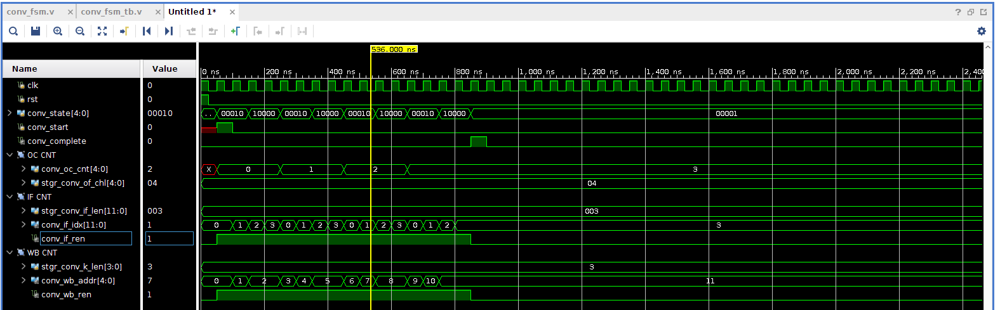 conv_fsm.v × conv_fsm_tb.v × Untitled 1* ×
?
536.000 ns
Name Value
0 ns 200 ns 400 ns 600 ns 800 ns 1,000 ns 1,200 ns 1,400 ns 1,600 ns 1,800 ns 2,000 ns 2,200 ns 2,400
clk 0
rst 0
conv_state[4:0] 00010 .. 00010 10000 00010 10000 00010 10000 00010 10000 00001
conv_start 0
conv_complete 0
OC CNT
conv_oc_cnt[4:0] 2 X 0 1 2 3
stgr_conv_of_chl[4:0] 04 04
IF CNT
stgr_conv_if_len[11:0] 003 003
conv_if_idx[11:0] 1 0 1 2 3 0 1 2 3 0 1 2 3 0 1 2 3
conv_if_ren 1
WB CNT
stgr_conv_k_len[3:0] 3 3
conv_wb_addr[4:0] 7 0 1 2 3 4 5 6 7 8 9 10 11
conv_wb_ren 1